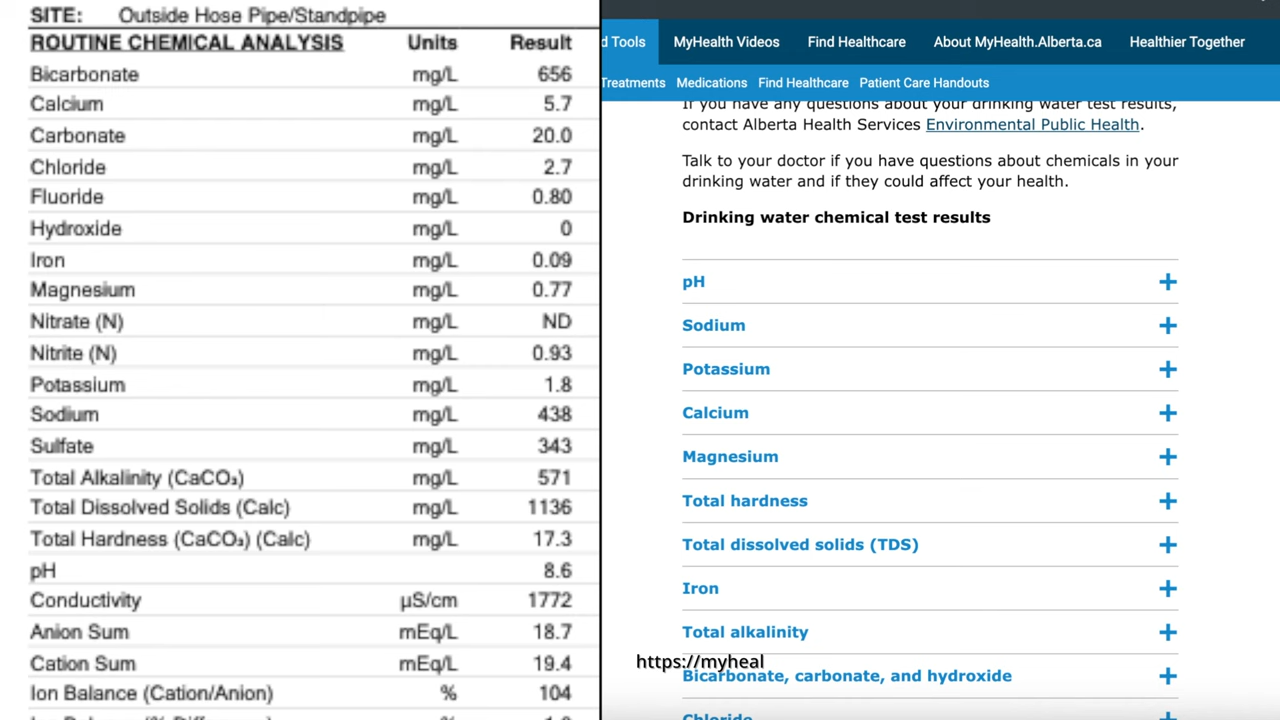 SITE: Outside Hose Pipe/Standpipe
ROUTINE CHEMICAL ANALYSIS Units Result
Bicarbonate mg/L 656
Calcium mg/L 5.7
Carbonate mg/L 20.0
Chloride mg/L 2.7
Fluoride mg/L 0.80
Hydroxide mg/L 0
Iron mg/L 0.09
Magnesium mg/L 0.77
Nitrate (N) mg/L ND
Nitrite (N) mg/L 0.93
Potassium mg/L 1.8
Sodium mg/L 438
Sulfate mg/L 343
Total Alkalinity (CaCO₃) mg/L 571
Total Dissolved Solids (Calc) mg/L 1136
Total Hardness (CaCO₃) (Calc) mg/L 17.3
pH 8.6
Conductivity µS/cm 1772
Anion Sum mEq/L 18.7
Cation Sum mEq/L 19.4
Ion Balance (Cation/Anion) % 104
d Tools MyHealth Videos Find Healthcare About MyHealth.Alberta.ca Healthier Together
Treatments Medications Find Healthcare Patient Care Handouts
If you have any questions about your drinking water test results,
contact Alberta Health Services Environmental Public Health.
Talk to your doctor if you have questions about chemicals in your
drinking water and if they could affect your health.
Drinking water chemical test results
pH +
Sodium +
Potassium +
Calcium +
Magnesium +
Total hardness +
Total dissolved solids (TDS) +
Iron +
Total alkalinity +
https://myheal
Bicarbonate, carbonate, and hydroxide +
Chloride